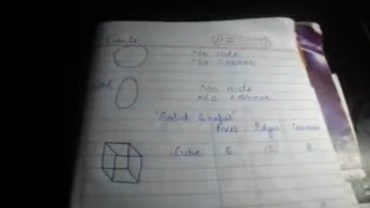 Circle
No side
No corner
No side
No corner
"Solid Shapes"
Faces Edges Corners
Cube 6 12 8